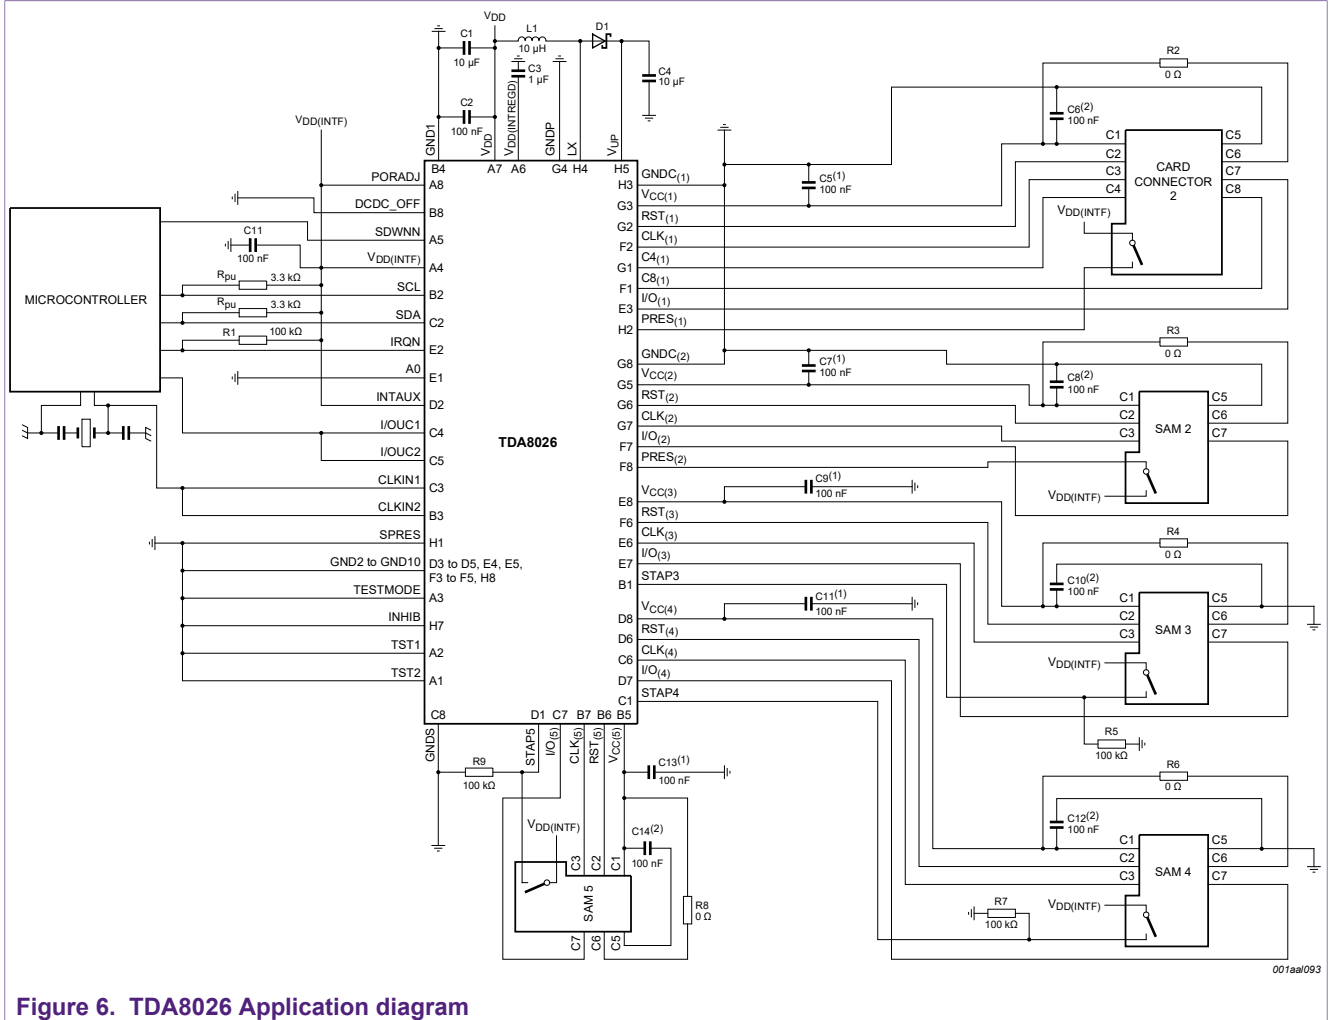 VDD
C1
10 µF
L1
10 µH
D1
C3
1 µF
C4
10 µF
C2
100 nF
VDD(INTF)
GND1
VDD
VDD(INTREGD)
GNDP
LX
VUP
B4 A7 A6 G4 H4 H5
MICROCONTROLLER
PORADJ A8
DCDC_OFF B8
SDWNN A5
C11
100 nF
VDD(INTF) A4
Rpu 3.3 kΩ
SCL B2
Rpu 3.3 kΩ
SDA C2
R1 100 kΩ
IRQN E2
A0 E1
INTAUX D2
I/OUC1 C4
I/OUC2 C5
CLKIN1 C3
CLKIN2 B3
SPRES H1
GND2 to GND10 D3 to D5, E4, E5,
F3 to F5, H8
TESTMODE A3
INHIB H7
TST1 A2
TST2 A1
TDA8026
H3 GNDC(1)
G3 VCC(1)
G2 RST(1)
F2 CLK(1)
G1 C4(1)
F1 C8(1)
E3 I/O(1)
H2 PRES(1)
G8 GNDC(2)
G5 VCC(2)
G6 RST(2)
G7 CLK(2)
F7 I/O(2)
F8 PRES(2)
E8 VCC(3)
F6 RST(3)
E6 CLK(3)
E7 I/O(3)
B1 STAP3
D8 VCC(4)
D6 RST(4)
C6 CLK(4)
D7 I/O(4)
C1 STAP4
C5(1)
100 nF
R2
0 Ω
C6(2)
100 nF
C1 C5
C2 C6
C3 C7
C4 C8
CARD
CONNECTOR
2
VDD(INTF)
C7(1)
100 nF
R3
0 Ω
C8(2)
100 nF
C1 C5
C2 C6
C3 C7
SAM 2
VDD(INTF)
C9(1)
100 nF
R4
0 Ω
C10(2)
100 nF
C1 C5
C2 C6
C3 C7
SAM 3
VDD(INTF)
C11(1)
100 nF
R5
100 kΩ
R6
0 Ω
C12(2)
100 nF
C1 C5
C2 C6
C3 C7
SAM 4
VDD(INTF)
R7
100 kΩ
C8 D1 C7 B7 B6 B5
GNDS
STAP5
I/O(5)
CLK(5)
RST(5)
VCC(5)
R9
100 kΩ
C13(1)
100 nF
VDD(INTF)
C14(2)
100 nF
C3 C2 C1
SAM 5
C7 C6 C5
R8
0 Ω
001aal093
Figure 6. TDA8026 Application diagram